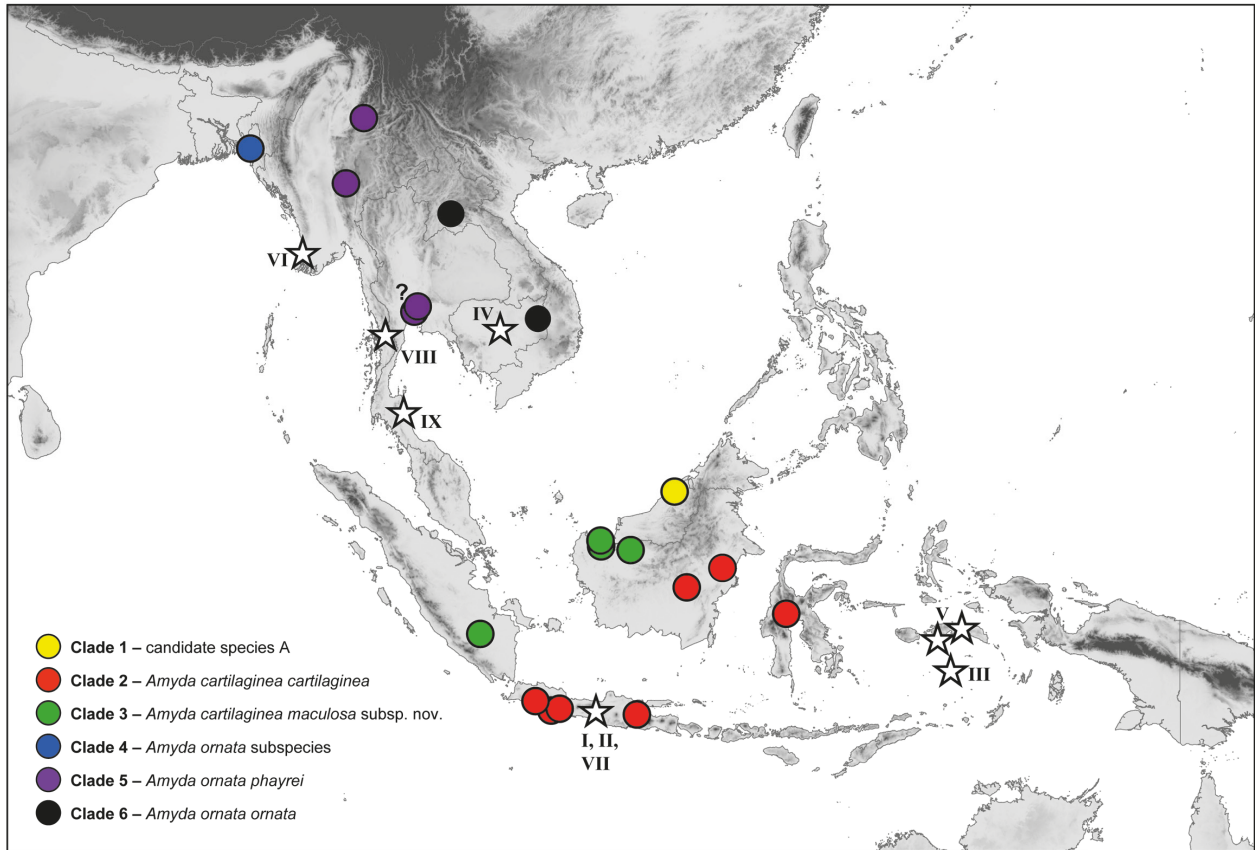 VI
?
IV
VIII
IX
V
III
I, II,
VII
Clade 1 – candidate species A
Clade 2 – Amyda cartilaginea cartilaginea
Clade 3 – Amyda cartilaginea maculosa subsp. nov.
Clade 4 – Amyda ornata subspecies
Clade 5 – Amyda ornata phayrei
Clade 6 – Amyda ornata ornata